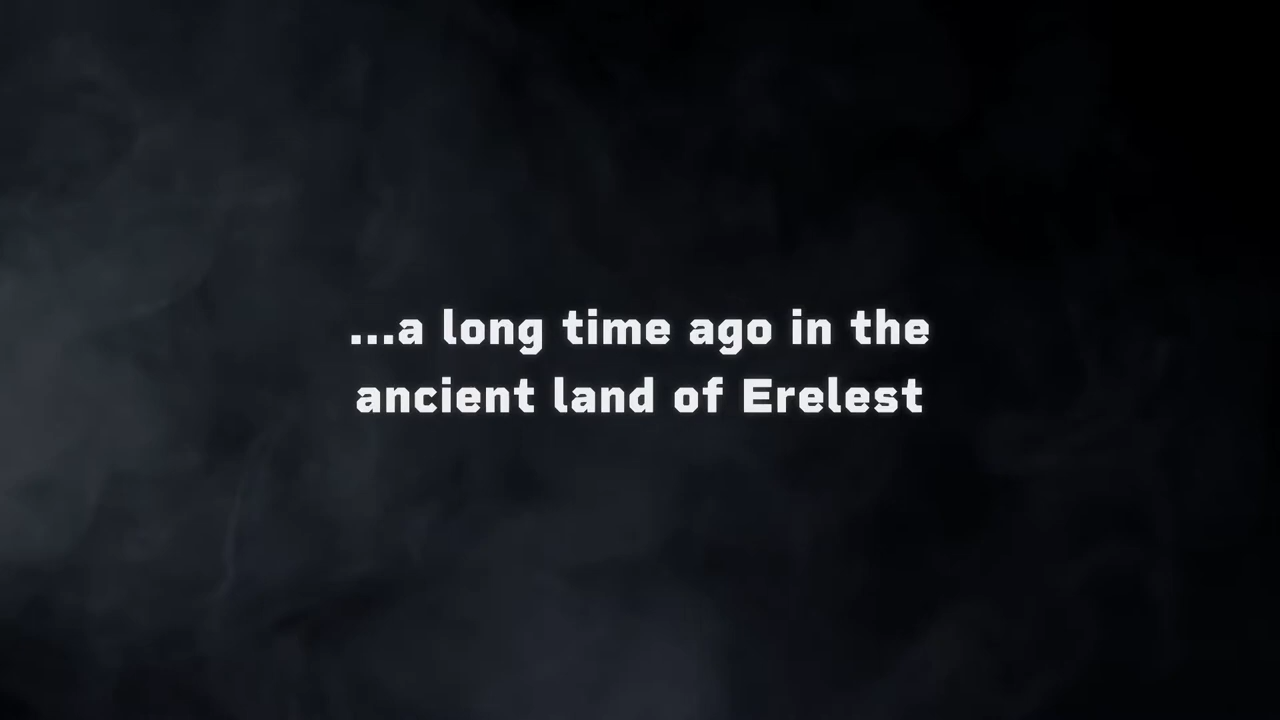 ...a long time ago in the
ancient land of Erelest